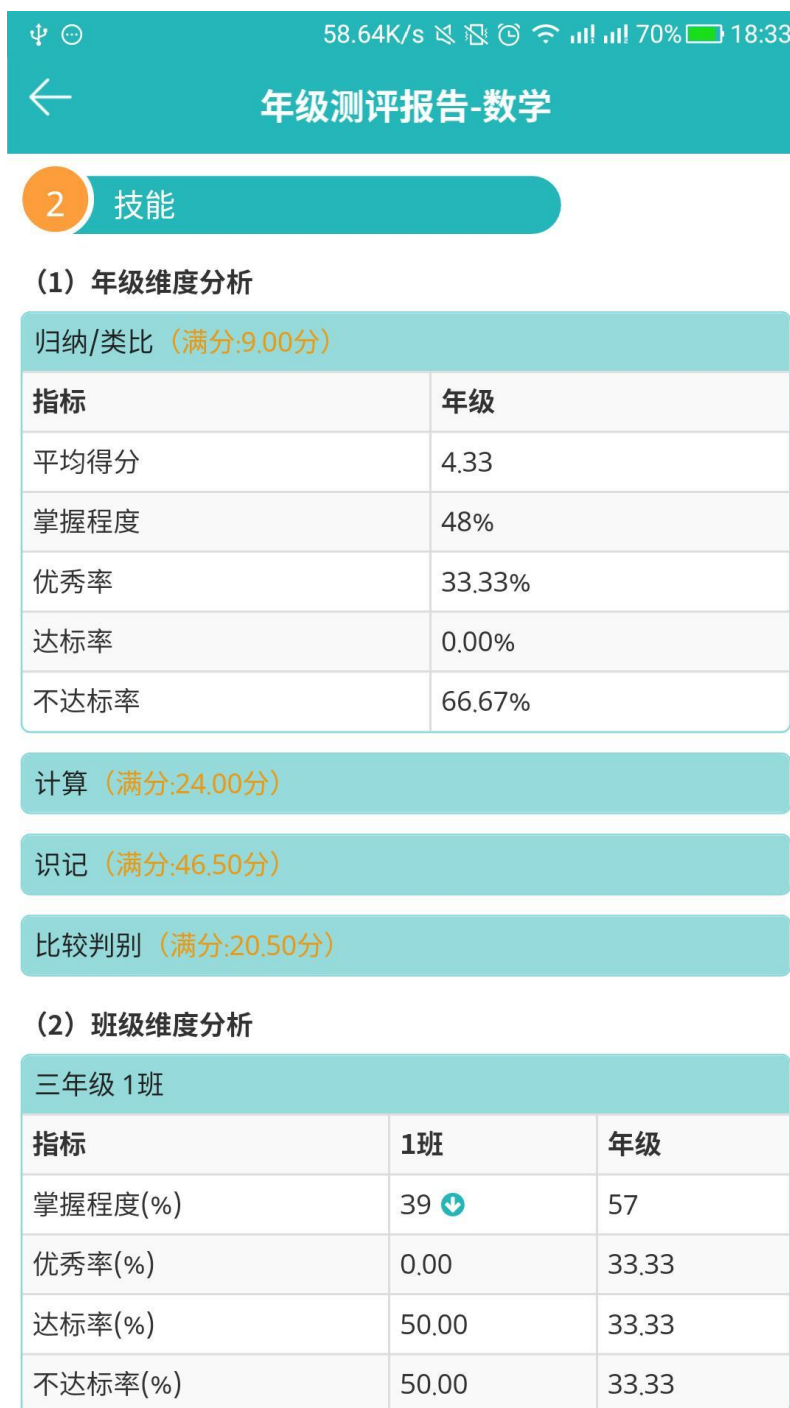 58.64K/s 70% 18:33
年级测评报告-数学
2 技能
（1）年级维度分析
归纳/类比（满分:9.00分）
指标 年级
平均得分 4.33
掌握程度 48%
优秀率 33.33%
达标率 0.00%
不达标率 66.67%
计算（满分:24.00分）
识记（满分:46.50分）
比较判别（满分:20.50分）
（2）班级维度分析
三年级 1班
指标 1班 年级
掌握程度(%) 39 57
优秀率(%) 0.00 33.33
达标率(%) 50.00 33.33
不达标率(%) 50.00 33.33